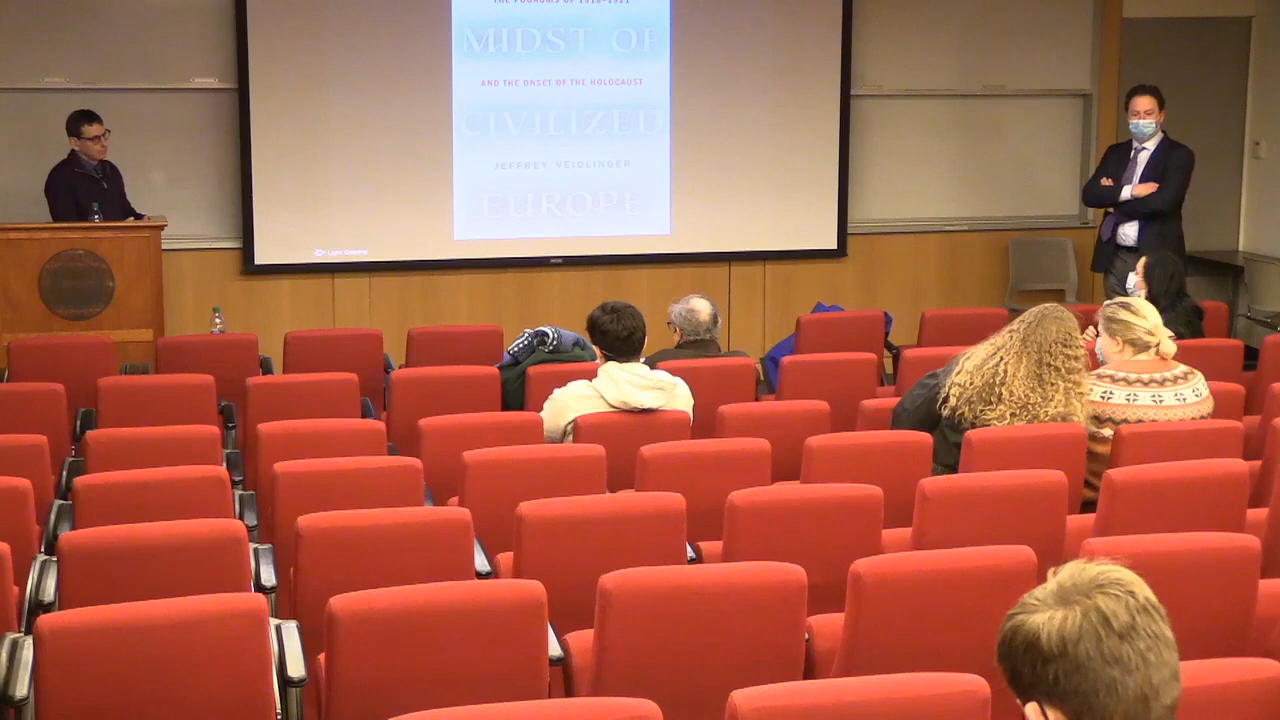 THE POGROMS OF 1918–1921
MIDST OF
AND THE ONSET OF THE HOLOCAUST
CIVILIZED
JEFFREY VEIDLINGER
EUROPE